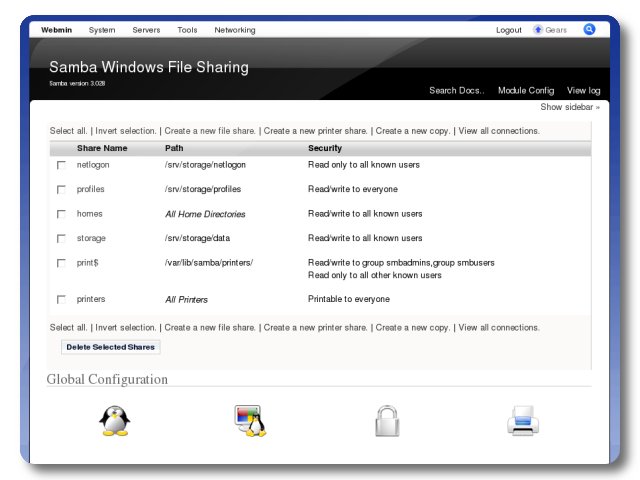 Webmin System Servers Tools Networking Logout Gears
Samba Windows File Sharing
Samba version 3.028
Search Docs.. Module Config View log
Show sidebar »
Select all. | Invert selection. | Create a new file share. | Create a new printer share. | Create a new copy. | View all connections.
Share Name Path Security
netlogon /srv/storage/netlogon Read only to all known users
profiles /srv/storage/profiles Read/write to everyone
homes All Home Directories Read/write to all known users
storage /srv/storage/data Read/write to all known users
print$ /var/lib/samba/printers/ Read/write to group smbadmins,group smbusers
Read only to all other known users
printers All Printers Printable to everyone
Select all. | Invert selection. | Create a new file share. | Create a new printer share. | Create a new copy. | View all connections.
Delete Selected Shares
Global Configuration